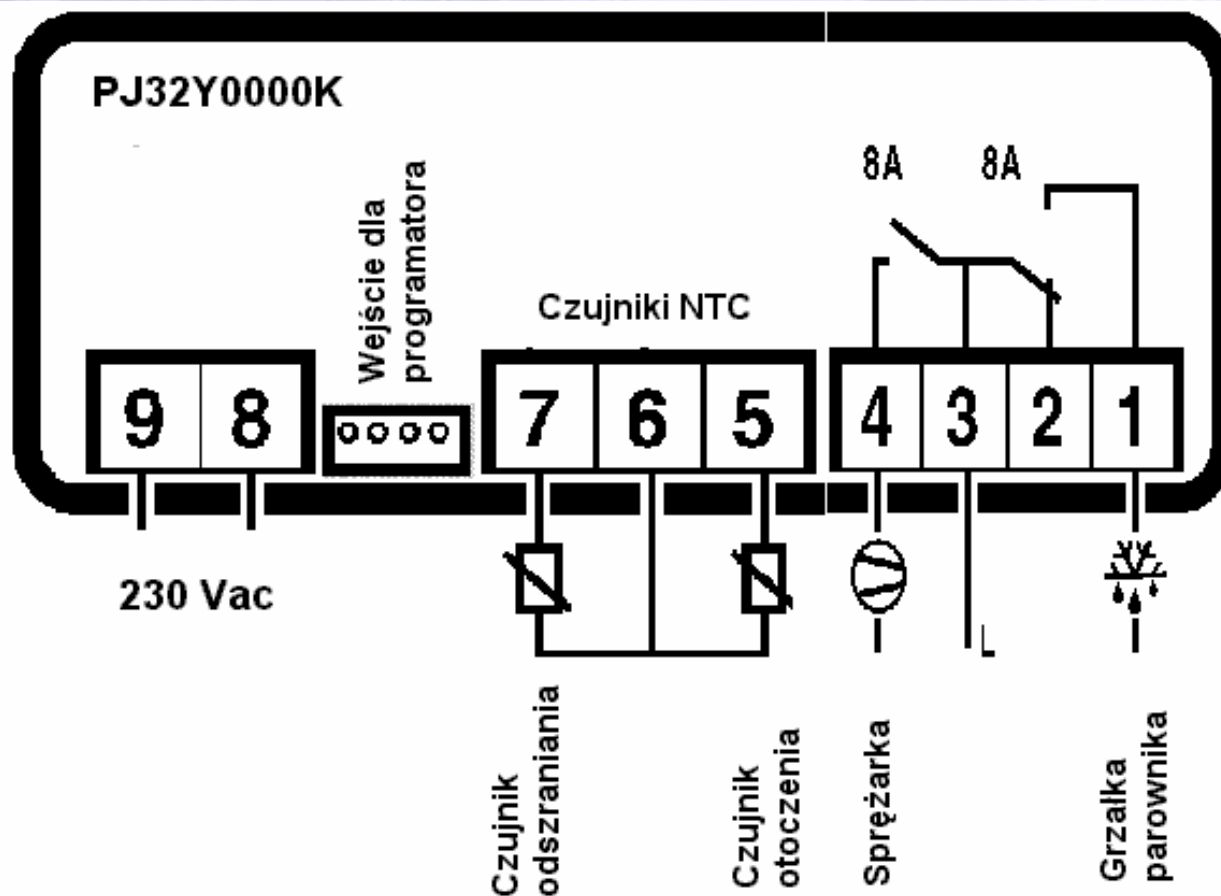 PJ32Y0000K
8A 8A
Wejście dla
programatora
Czujniki NTC
9 8 7 6 5 4 3 2 1
230 Vac
L
Czujnik
odszraniania
Czujnik
otoczenia
Sprężarka
Grzałka
parownika